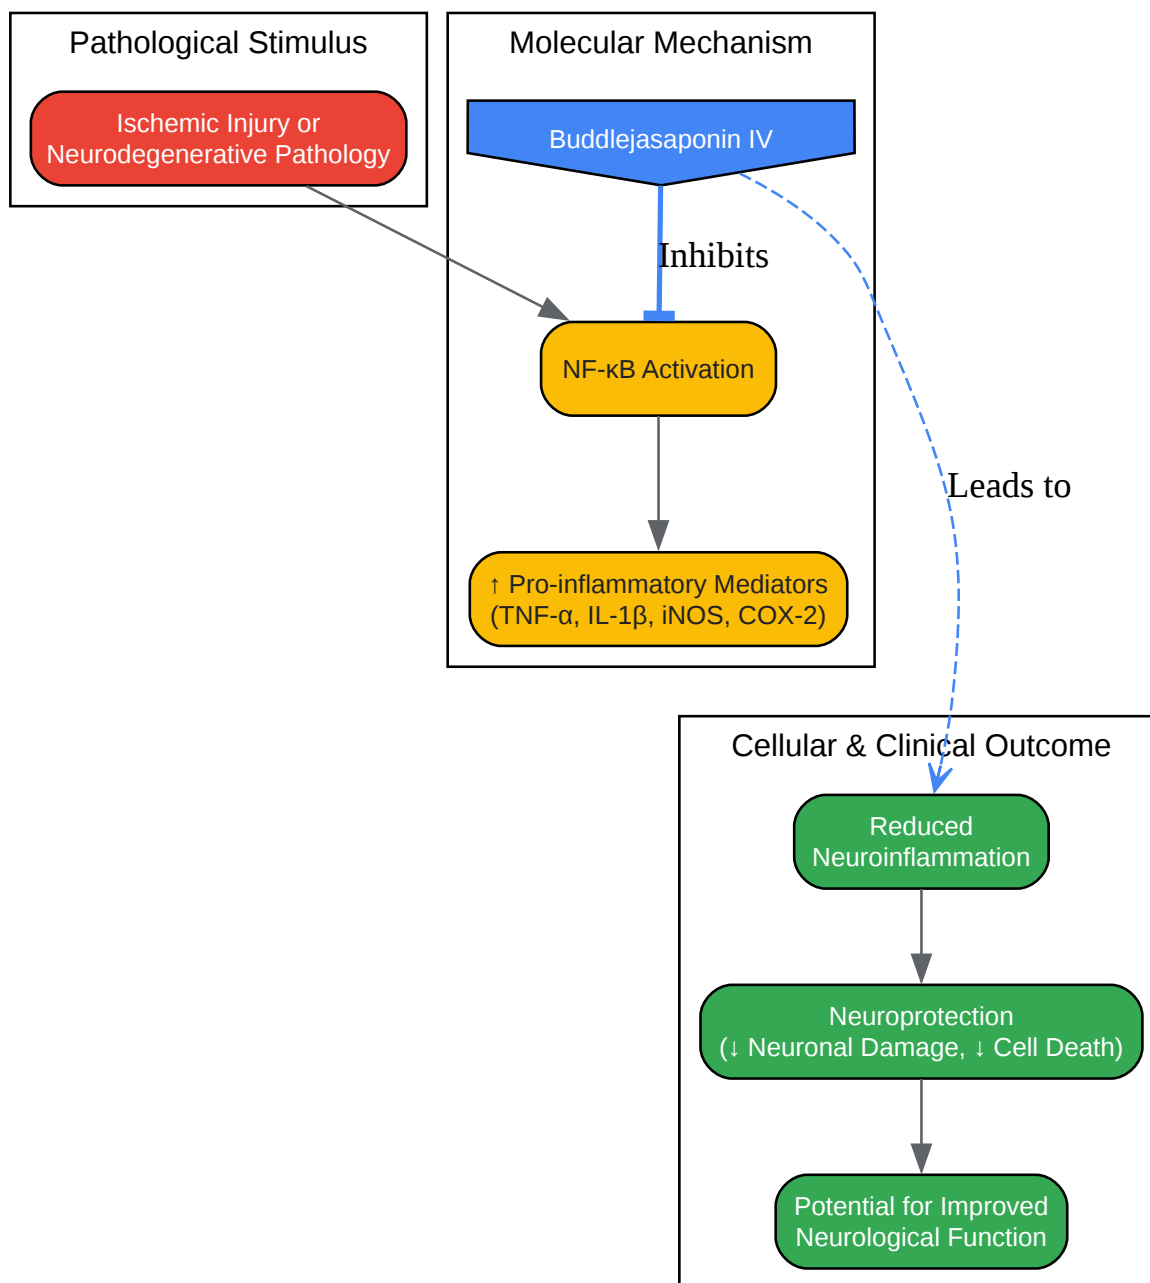 Pathological Stimulus
Ischemic Injury or
Neurodegenerative Pathology
Molecular Mechanism
Buddlejasaponin IV
Inhibits
NF-κB Activation
↑ Pro-inflammatory Mediators
(TNF-α, IL-1β, iNOS, COX-2)
Leads to
Cellular & Clinical Outcome
Reduced
Neuroinflammation
Neuroprotection
(↓ Neuronal Damage, ↓ Cell Death)
Potential for Improved
Neurological Function